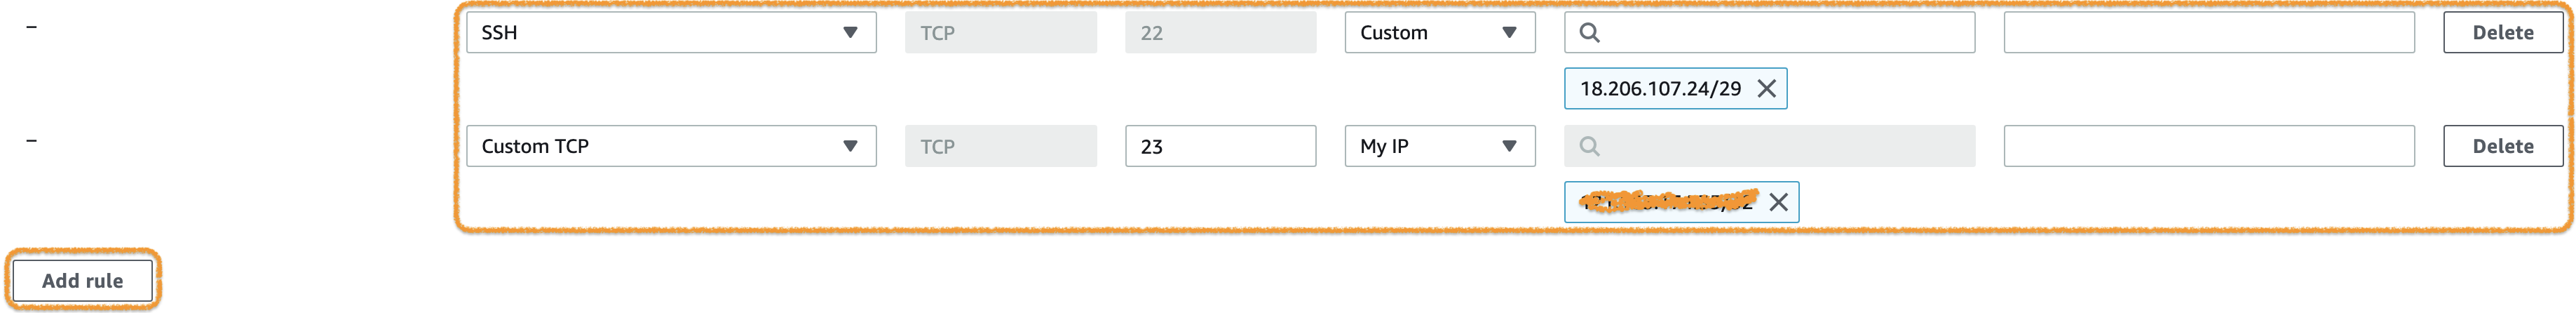 – SSH TCP 22 Custom Delete
18.206.107.24/29
– Custom TCP TCP 23 My IP Delete
Add rule